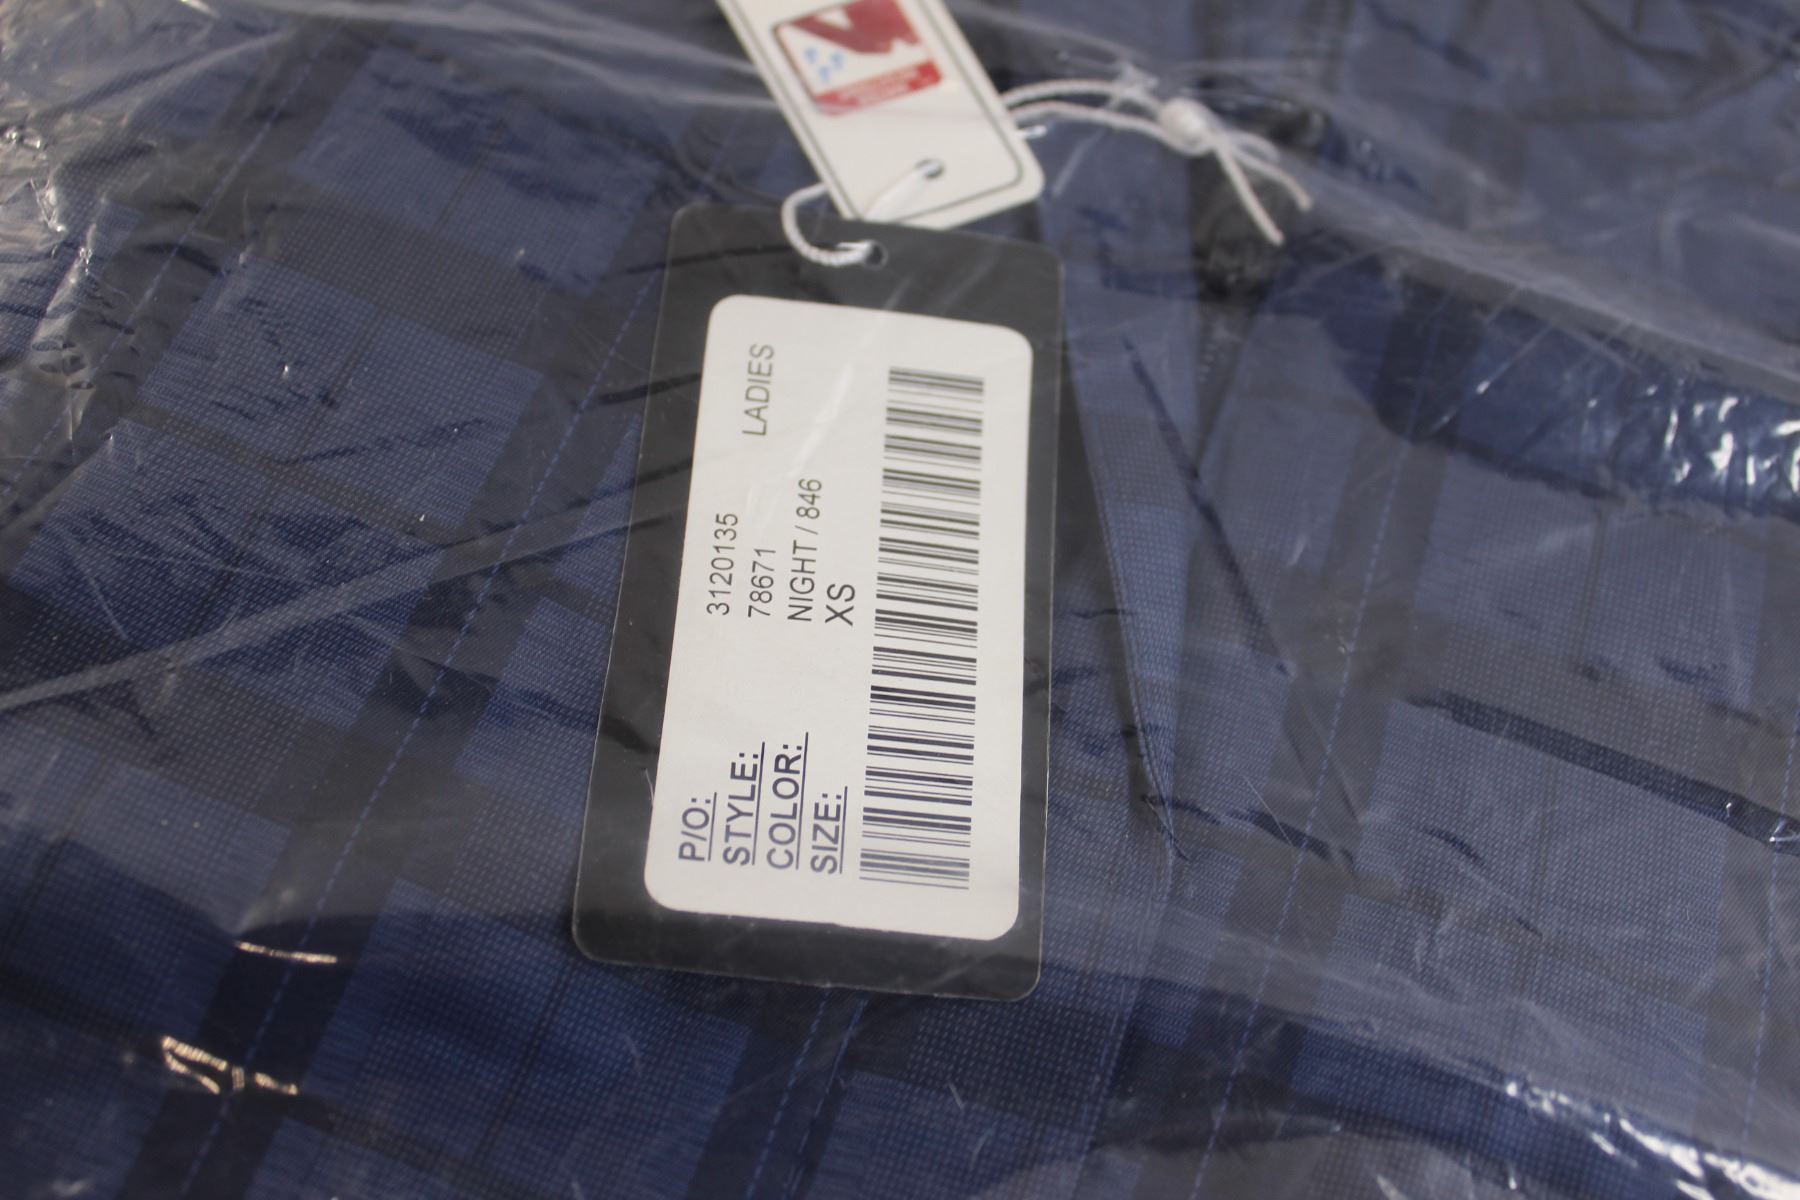 P/O: 3120135
STYLE: 78671 LADIES
COLOR: NIGHT / 846
SIZE: XS